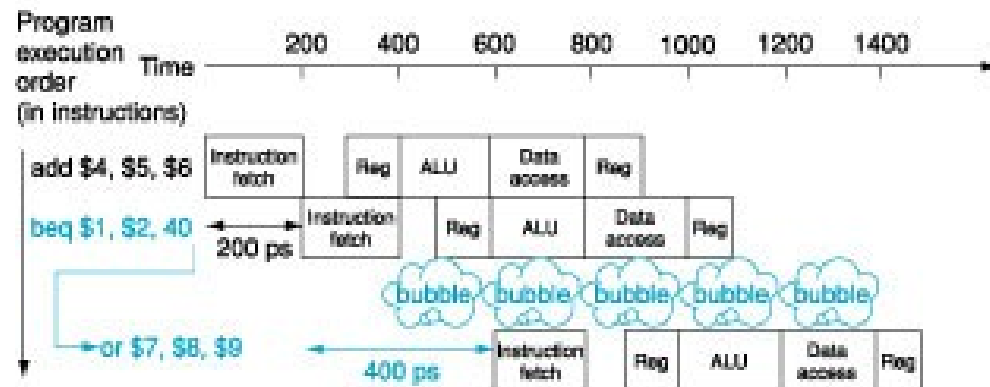 Program
execution
order
(in instructions)
Time
200 400 600 800 1000 1200 1400
add $4, $5, $6
Instruction
fetch
Reg
ALU
Data
access
Reg
beq $1, $2, 40
200 ps
Instruction
fetch
Reg
ALU
Data
access
Reg
bubble bubble bubble bubble bubble
or $7, $8, $9
400 ps
Instruction
fetch
Reg
ALU
Data
access
Reg